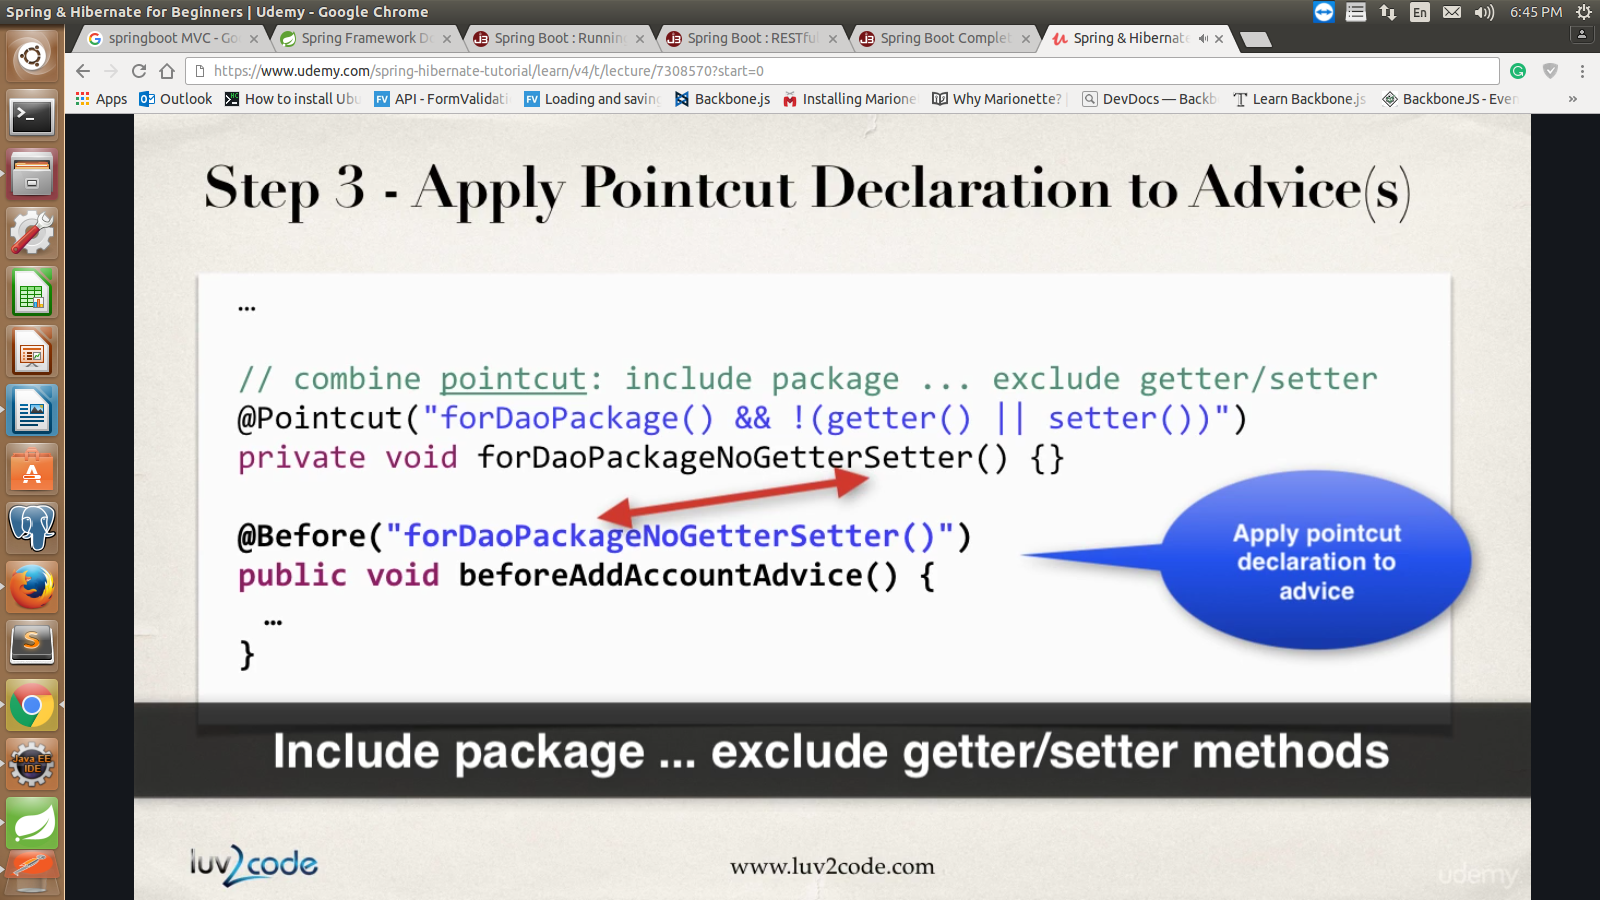 Spring & Hibernate for Beginners | Udemy - Google Chrome
En
6:45 PM
springboot MVC - Go
Spring Framework Do
Spring Boot : Runnin
Spring Boot : RESTfu
Spring Boot Complet
Spring & Hibernate
https://www.udemy.com/spring-hibernate-tutorial/learn/v4/t/lecture/7308570?start=0
Apps
Outlook
How to install Ubu
API - FormValidati
Loading and saving
Backbone.js
Installing Marione
Why Marionette?
DevDocs — Backb
Learn Backbone.js
BackboneJS - Even
»
Step 3 - Apply Pointcut Declaration to Advice(s)
...
// combine pointcut: include package ... exclude getter/setter
@Pointcut("forDaoPackage() && !(getter() || setter())")
private void forDaoPackageNoGetterSetter() {}
@Before("forDaoPackageNoGetterSetter()")
public void beforeAddAccountAdvice() {
...
}
Apply pointcut
declaration to
advice
Include package ... exclude getter/setter methods
luv2code
www.luv2code.com
udemy
Java EE
IDE